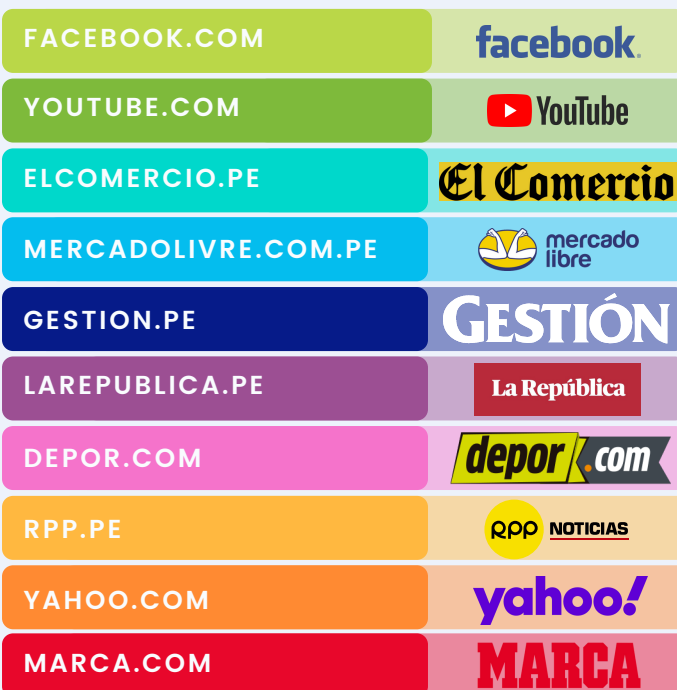 FACEBOOK.COM facebook.
YOUTUBE.COM YouTube
ELCOMERCIO.PE El Comercio
MERCADOLIVRE.COM.PE mercado
libre
GESTION.PE GESTIÓN
LAREPUBLICA.PE La República
DEPOR.COM depor .com
RPP.PE RPP NOTICIAS
YAHOO.COM yahoo!
MARCA.COM MARCA